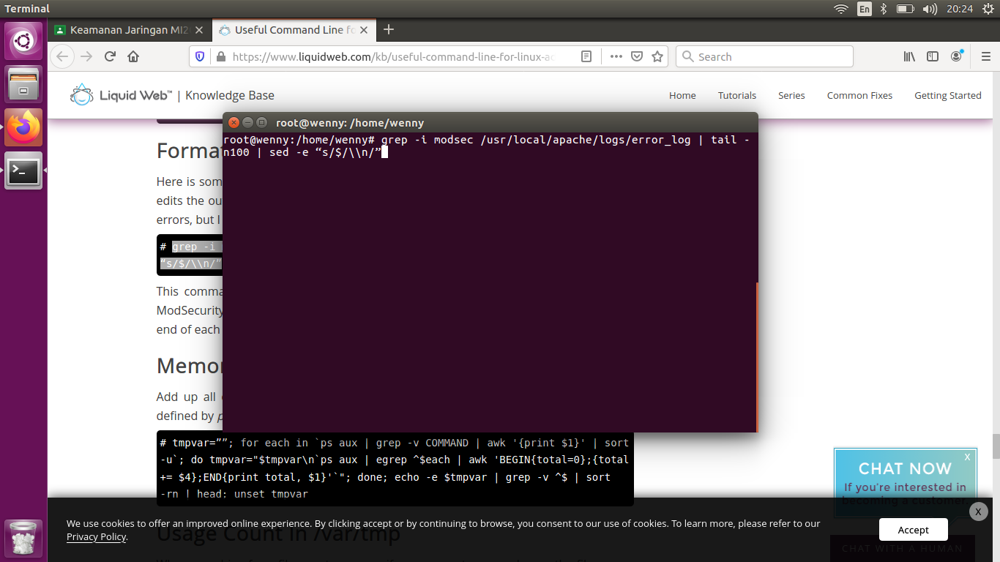 Terminal
En
20:24
Keamanan Jaringan MI2
Useful Command Line fo
https://www.liquidweb.com/kb/useful-command-line-for-linux-ad
Search
Liquid Web™ | Knowledge Base
Home
Tutorials
Series
Common Fixes
Getting Started
root@wenny: /home/wenny
root@wenny:/home/wenny# grep -i modsec /usr/local/apache/logs/error_log | tail -
n100 | sed -e “s/$/\\n/”
Forma
Here is som
edits the ou
errors, but I
# grep -i
“s/$/\\n/”
This comma
ModSecurity
end of each
Memo
Add up all
defined by p
# tmpvar=””; for each in `ps aux | grep -v COMMAND | awk '{print $1}' | sort
-u`; do tmpvar="$tmpvar\n`ps aux | egrep ^$each | awk 'BEGIN{total=0};{total
+= $4};END{print total, $1}'`"; done; echo -e $tmpvar | grep -v ^$ | sort
-rn | head; unset tmpvar
Usage Count In /var/tmp
X
CHAT NOW
If you're interested in
becoming a customer.
CHAT WITH A HUMAN
We use cookies to offer an improved online experience. By clicking accept or by continuing to browse, you consent to our use of cookies. To learn more, please refer to our
Privacy Policy.
Accept
X